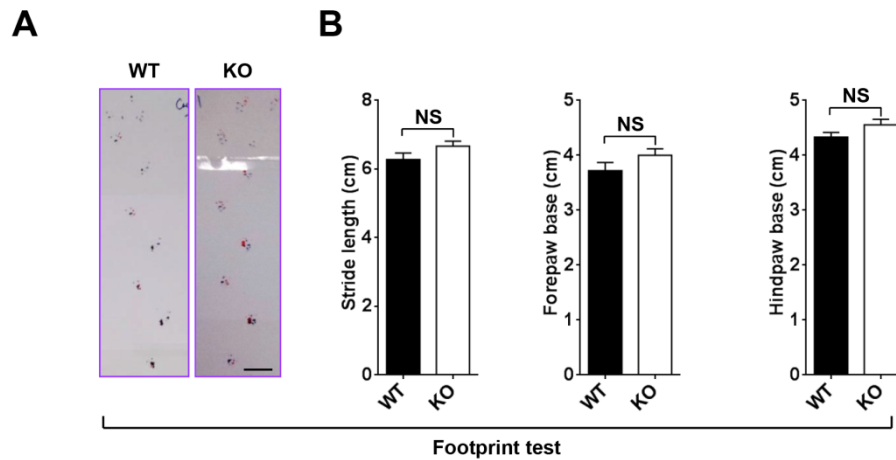 A
WT
KO
B
Stride length (cm)
8
6
4
2
0
NS
WT
KO
Forepaw base (cm)
5
4
3
2
1
0
NS
WT
KO
Hindpaw base (cm)
5
4
3
2
1
0
NS
WT
KO
Footprint test